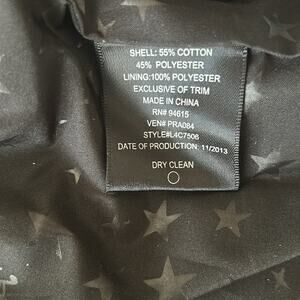 SHELL: 55% COTTON
45% POLYESTER
LINING:100% POLYESTER
EXCLUSIVE OF TRIM
MADE IN CHINA
RN# 94615
VEN# PRA084
STYLE#L4C7506
DATE OF PRODUCTION: 11/2013
DRY CLEAN